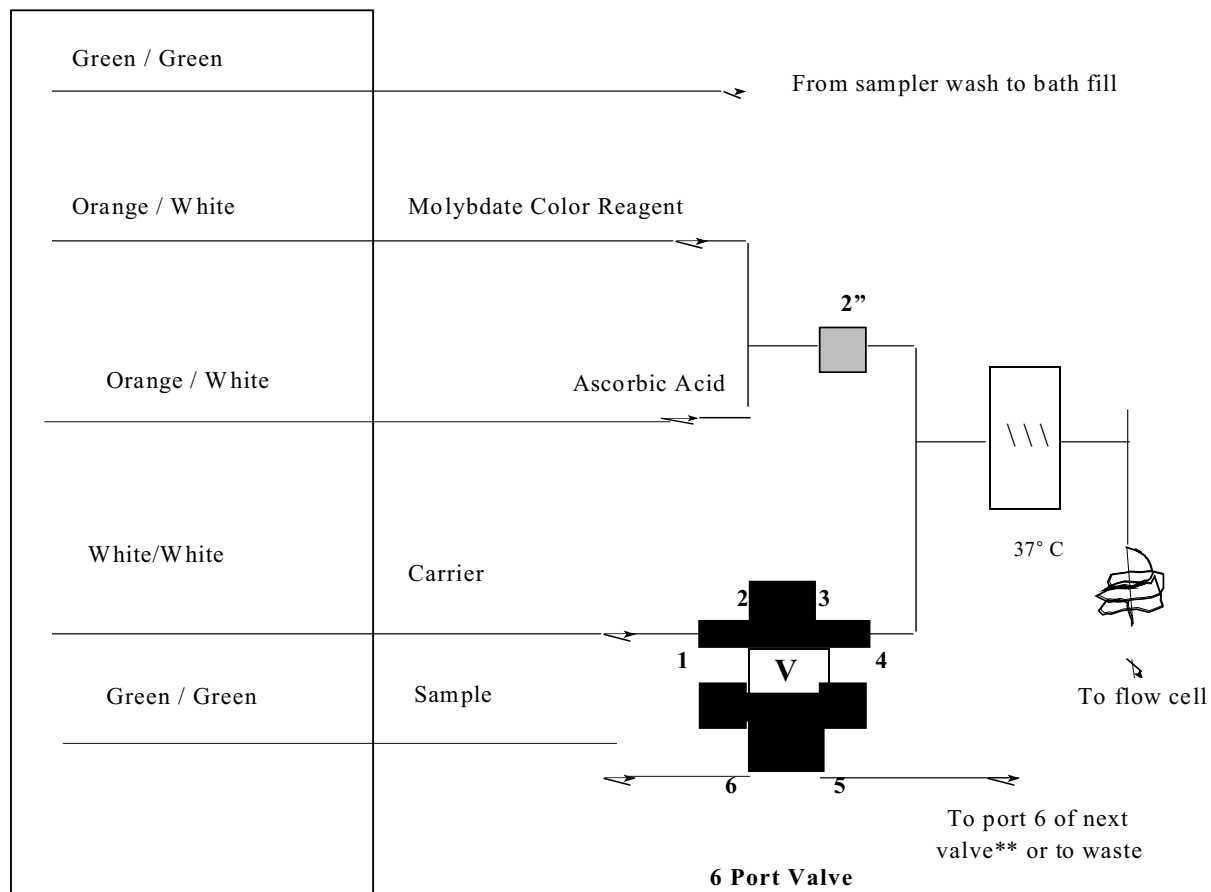 Green / Green
From sampler wash to bath fill
Orange / White
Molybdate Color Reagent
2”
Orange / White
Ascorbic Acid
37° C
White/White
Carrier
2
3
1
4
V
Green / Green
Sample
To flow cell
6
5
To port 6 of next
valve** or to waste
6 Port Valve